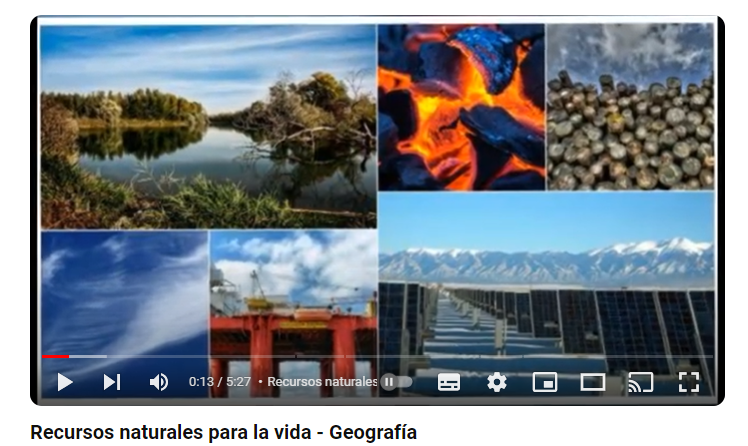 0:13 / 5:27 • Recursos naturales
Recursos naturales para la vida - Geografía